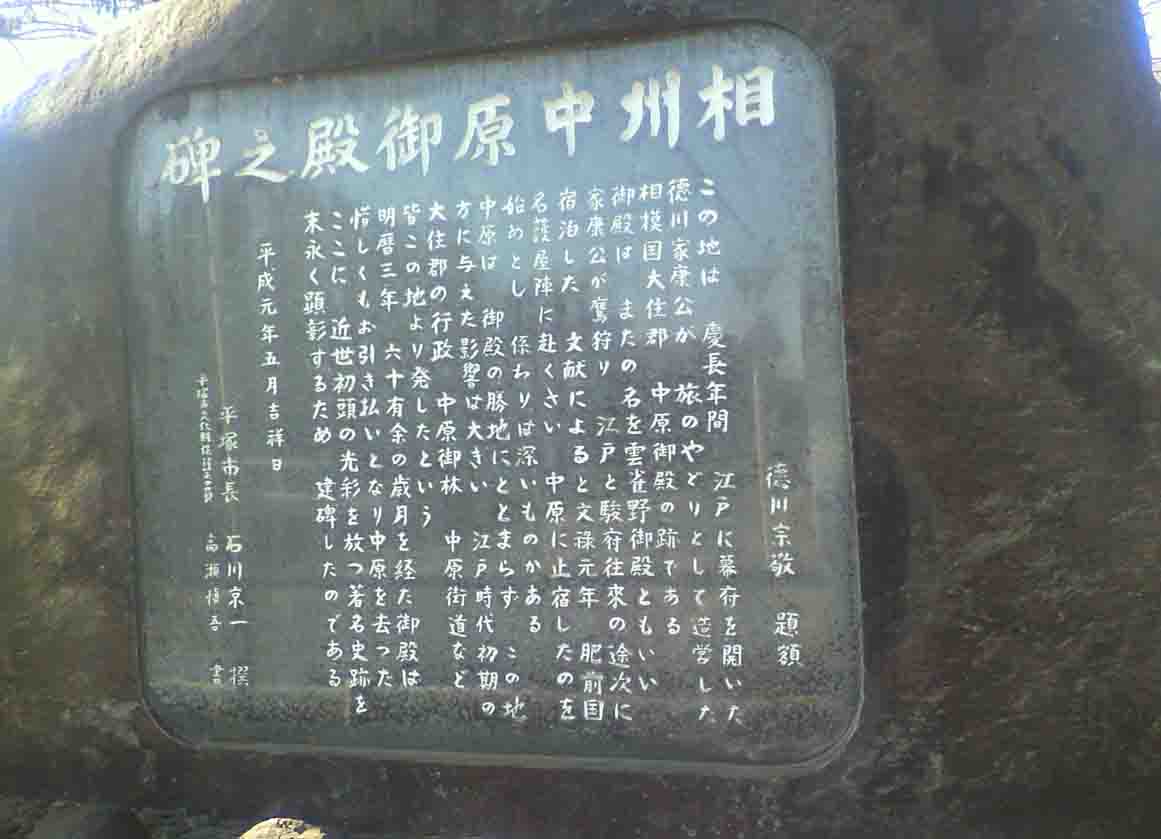 相州中原御殿之碑
徳川宗敬 題額
この地は 慶長年間 江戸に幕府を開いた
徳川家康公が 旅のやどりとして造営した
相模国大住郡 中原御殿の跡である
御殿は またの名を雲雀野御殿ともいい
家康公が鷹狩り 江戸と駿府往来の途次に
宿泊した 文献によると文禄元年 肥前国
名護屋陣に赴くさい 中原に止宿したのを
始めとし 係わりは深いものかある
中原は 御殿の勝地にとどまらず この地
方に与えた影響は大きい 江戸時代初期の
大住郡の行政 中原御林 中原街道など
皆この地より発したという
明暦三年 六十有余の歳月を経た御殿は
惜しくもお引き払いとなり中原を去った
ここに 近世初頭の光彩を放つ著名史跡を
末永く顕彰するため 建碑したのである
平成元年五月吉祥日
平塚市長 石川京一 撰
高瀬慎吾 書